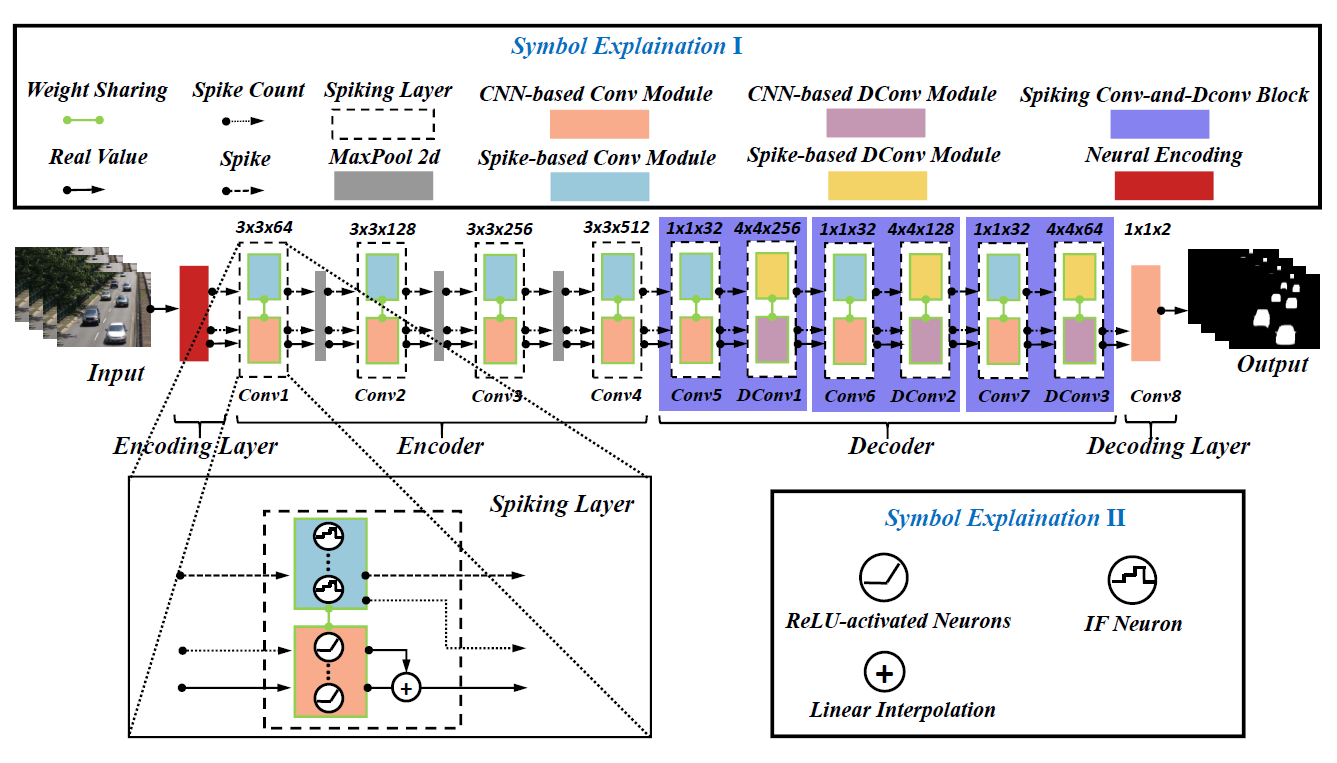 Symbol Explaination I
Weight Sharing Spike Count Spiking Layer CNN-based Conv Module CNN-based DConv Module Spiking Conv-and-Dconv Block
Real Value Spike MaxPool 2d Spike-based Conv Module Spike-based DConv Module Neural Encoding
3x3x64 3x3x128 3x3x256 3x3x512 1x1x32 4x4x256 1x1x32 4x4x128 1x1x32 4x4x64 1x1x2
Input Output
Conv1 Conv2 Conv3 Conv4 Conv5 DConv1 Conv6 DConv2 Conv7 DConv3 Conv8
Encoding Layer Encoder Decoder Decoding Layer
Spiking Layer
+
Symbol Explaination II
ReLU-activated Neurons IF Neuron
+
Linear Interpolation